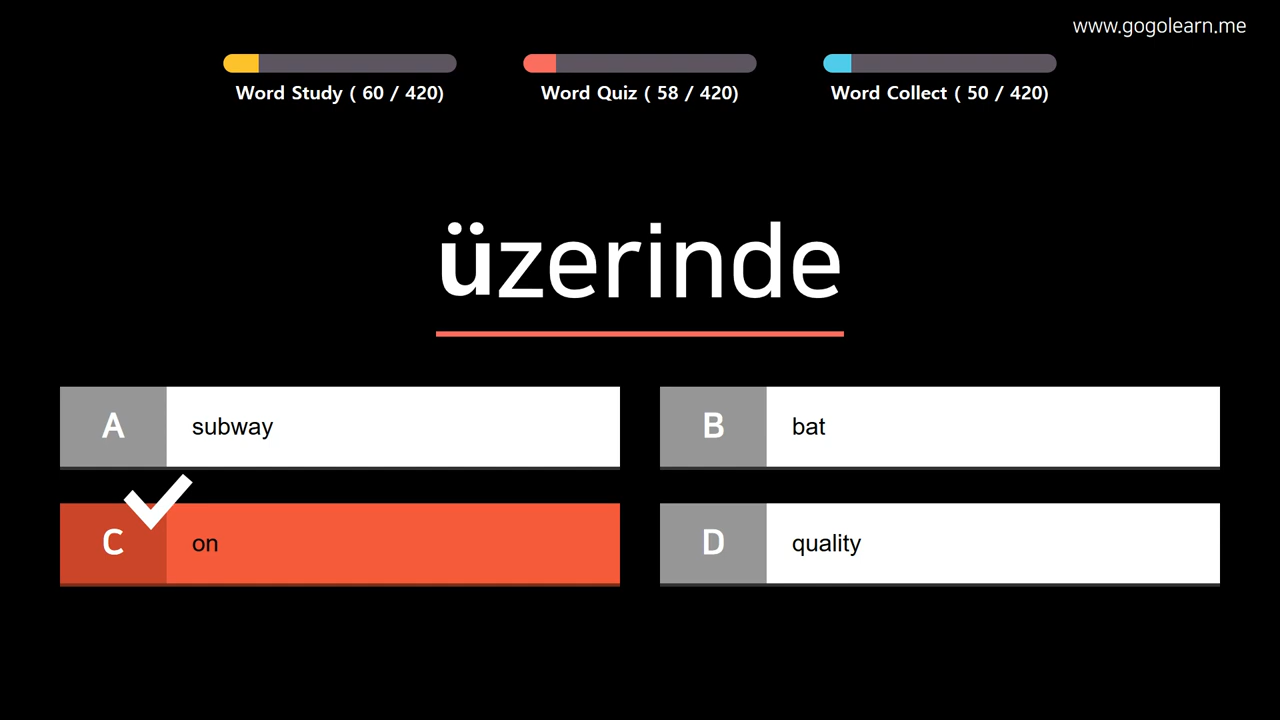 www.gogolearn.me
Word Study ( 60 / 420)
Word Quiz ( 58 / 420)
Word Collect ( 50 / 420)
üzerinde
A subway
B bat
C on
D quality